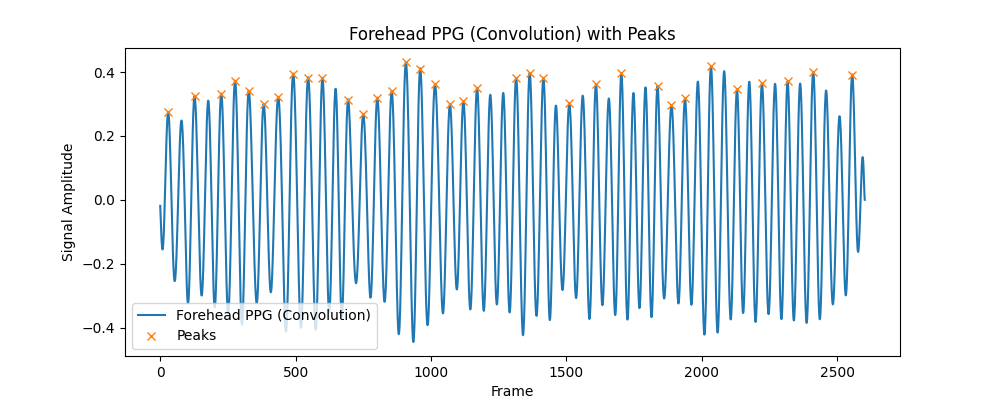 Forehead PPG (Convolution) with Peaks
0.4
0.2
0.0
−0.2
−0.4
Signal Amplitude
Forehead PPG (Convolution)
Peaks
0 500 1000 1500 2000 2500
Frame